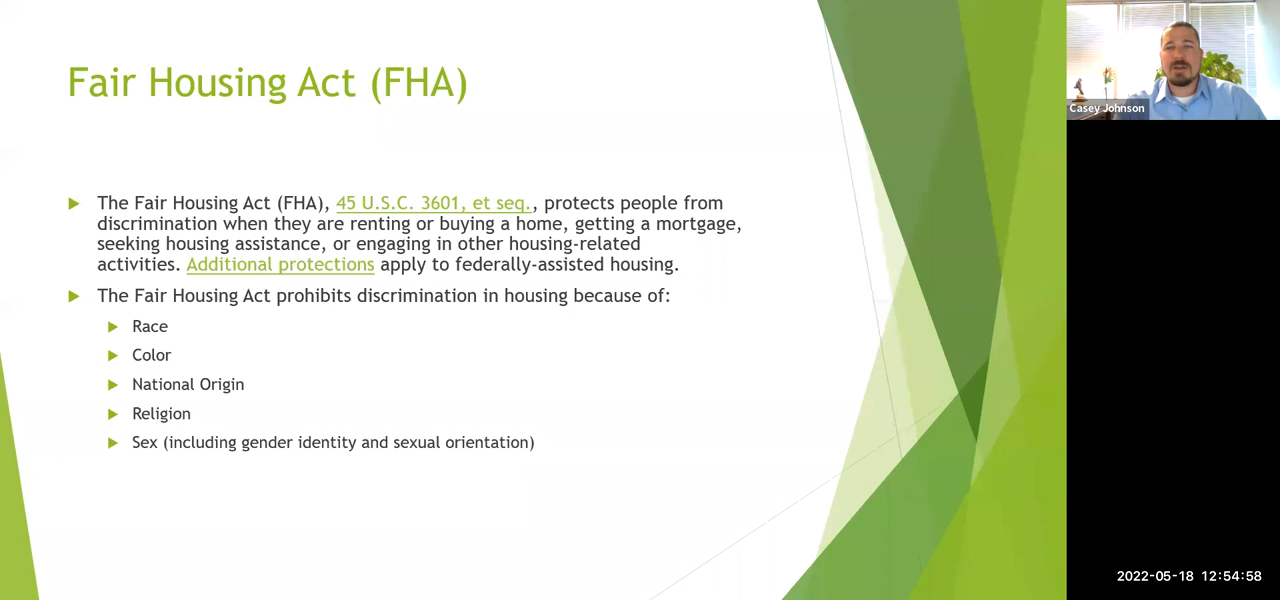 Fair Housing Act (FHA)
The Fair Housing Act (FHA), 45 U.S.C. 3601, et seq., protects people from
discrimination when they are renting or buying a home, getting a mortgage,
seeking housing assistance, or engaging in other housing-related
activities. Additional protections apply to federally-assisted housing.
The Fair Housing Act prohibits discrimination in housing because of:
Race
Color
National Origin
Religion
Sex (including gender identity and sexual orientation)
Casey Johnson
2022-05-18 12:54:58